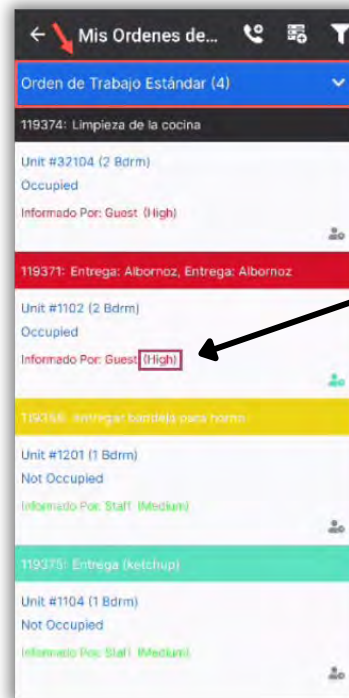 Mis Ordenes de...
Orden de Trabajo Estándar (4)
119374: Limpieza de la cocina
Unit #32104 (2 Bdrm)
Occupied
Informado Por: Guest (High)
119371: Entrega: Albornoz, Entrega: Albornoz
Unit #1102 (2 Bdrm)
Occupied
Informado Por: Guest (High)
entregar bandeja para horno
Unit #1201 (1 Bdrm)
Not Occupied
Informado Por: Staff (Medium)
119375: Entrega (ketchup)
Unit #1104 (1 Bdrm)
Not Occupied
Informado Por: Staff (Medium)